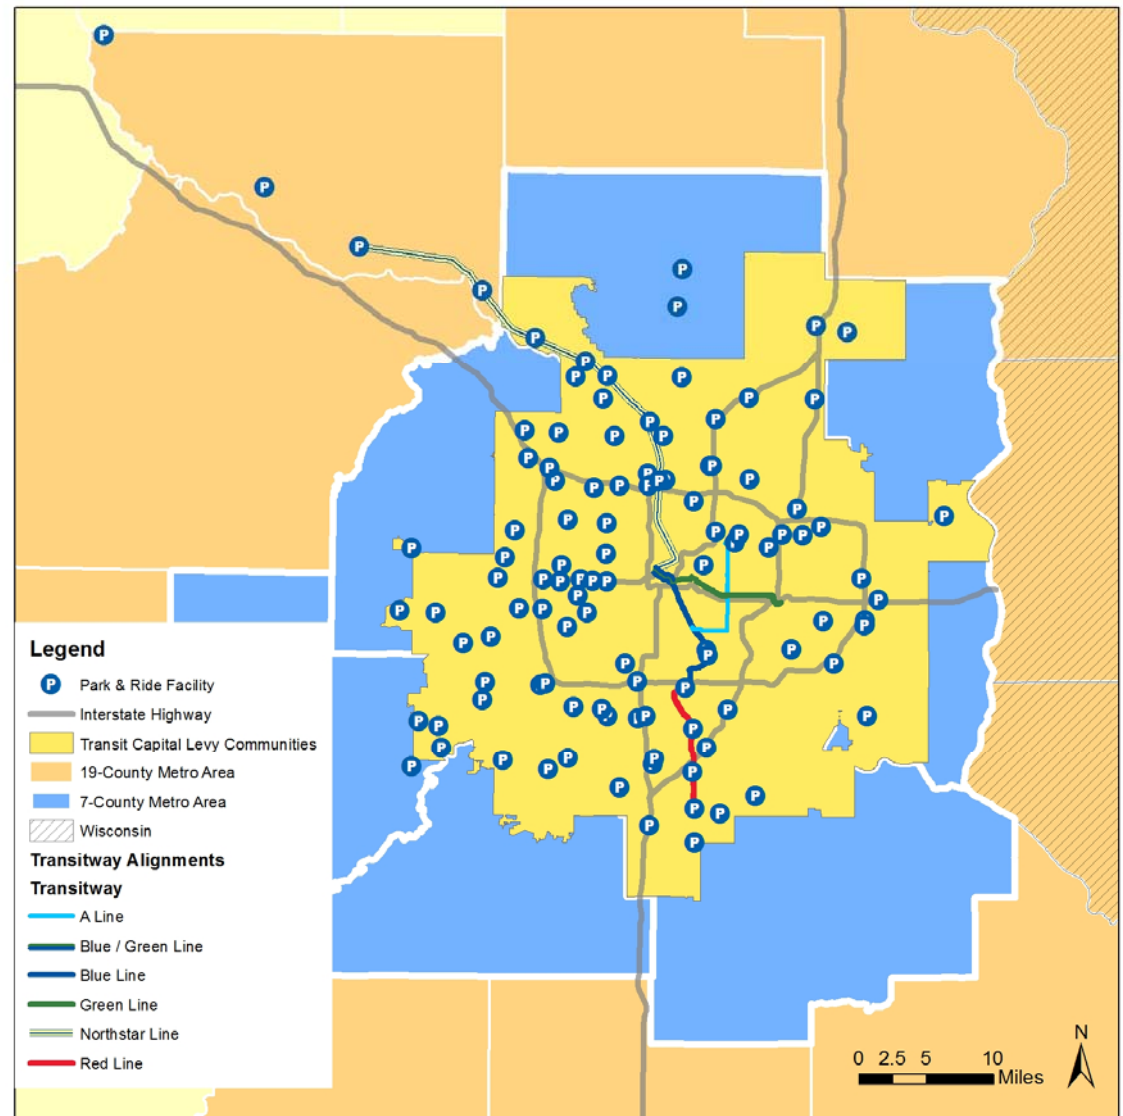 Legend
P Park & Ride Facility
Interstate Highway
Transit Capital Levy Communities
19-County Metro Area
7-County Metro Area
Wisconsin
Transitway Alignments
Transitway
A Line
Blue / Green Line
Blue Line
Green Line
Northstar Line
Red Line
N
0 2.5 5 10
Miles